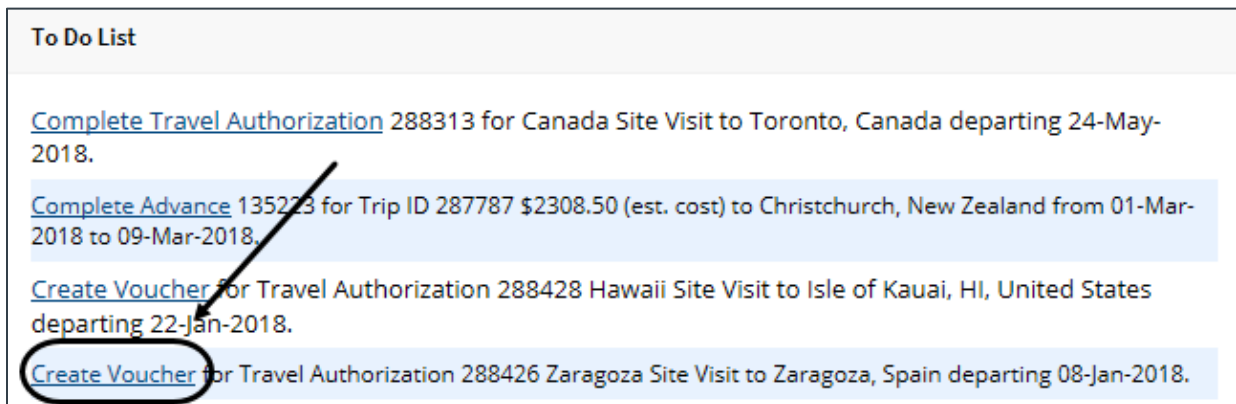 To Do List
Complete Travel Authorization 288313 for Canada Site Visit to Toronto, Canada departing 24-May-
2018.
Complete Advance 135223 for Trip ID 287787 $2308.50 (est. cost) to Christchurch, New Zealand from 01-Mar-
2018 to 09-Mar-2018.
Create Voucher for Travel Authorization 288428 Hawaii Site Visit to Isle of Kauai, HI, United States
departing 22-Jan-2018.
Create Voucher for Travel Authorization 288426 Zaragoza Site Visit to Zaragoza, Spain departing 08-Jan-2018.